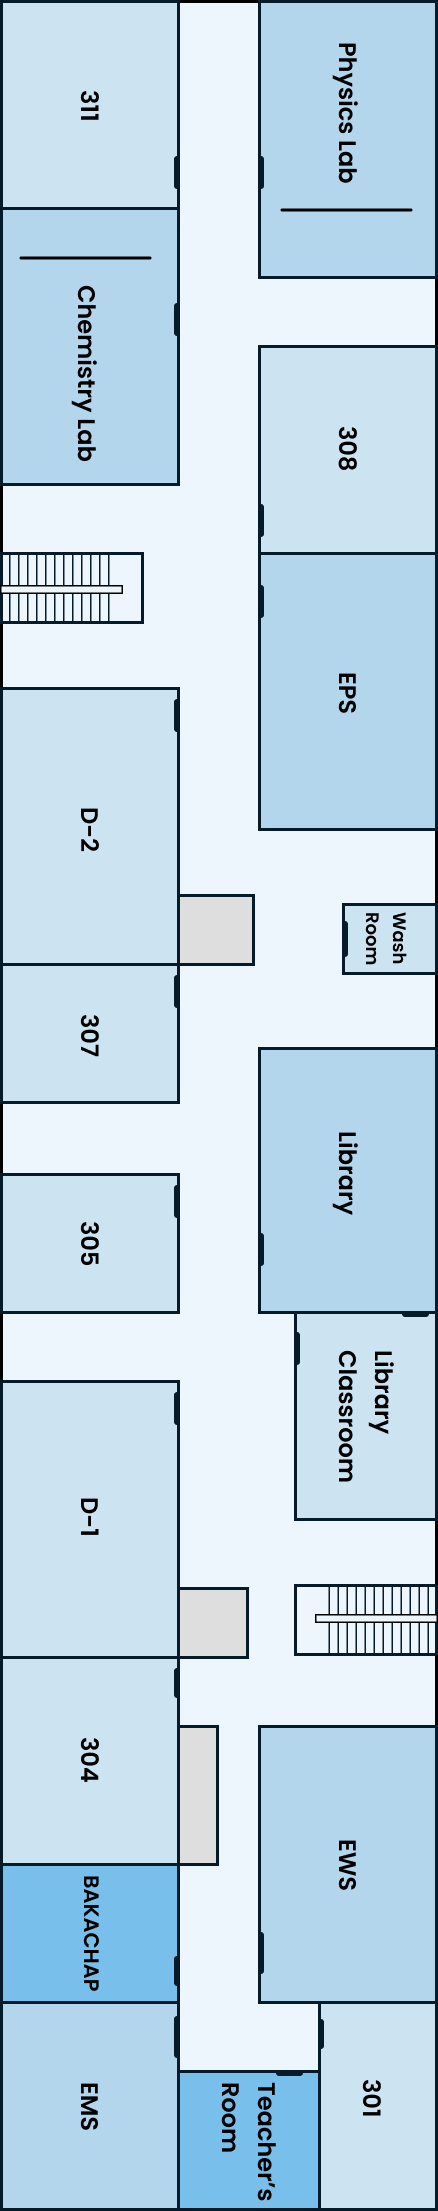 311
Physics Lab
Chemistry Lab
308
EPS
D-2
Wash
Room
307
Library
305
Library
Classroom
D-1
304
EWS
BAKACHAP
EMS
Teacher's
Room
301